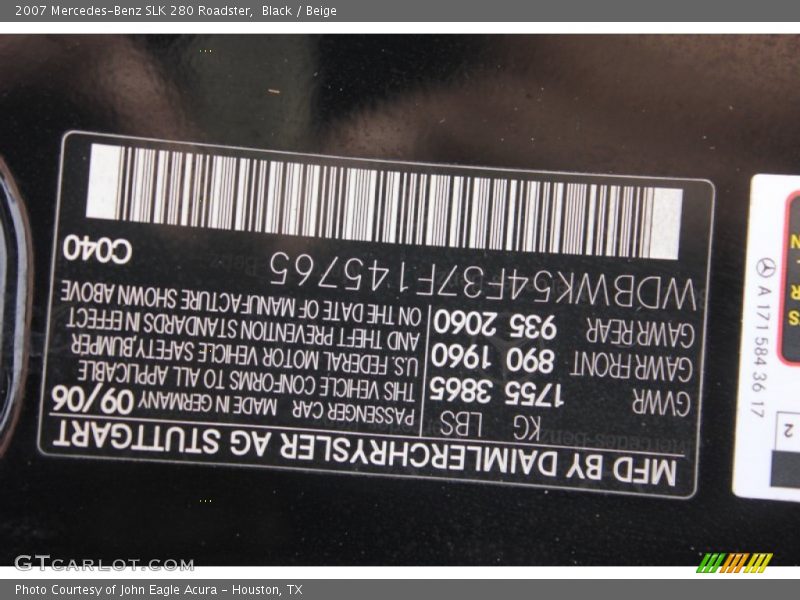 2007 Mercedes-Benz SLK 280 Roadster, Black / Beige
MFD BY DAIMLERCHRYSLER AG STUTTGART
KG LBS
GVWR 1755 3865
GAWR FRONT 890 1960
GAWR REAR 935 2060
PASSENGER CAR MADE IN GERMANY 09/06
THIS VEHICLE CONFORMS TO ALL APPLICABLE
U.S. FEDERAL MOTOR VEHICLE SAFETY, BUMPER
AND THEFT PREVENTION STANDARDS IN EFFECT
ON THE DATE OF MANUFACTURE SHOWN ABOVE
WDBWK54F37F145765
C040
A 171 584 36 17
2
N
R
S
GTCARLOT.COM
Photo Courtesy of John Eagle Acura - Houston, TX